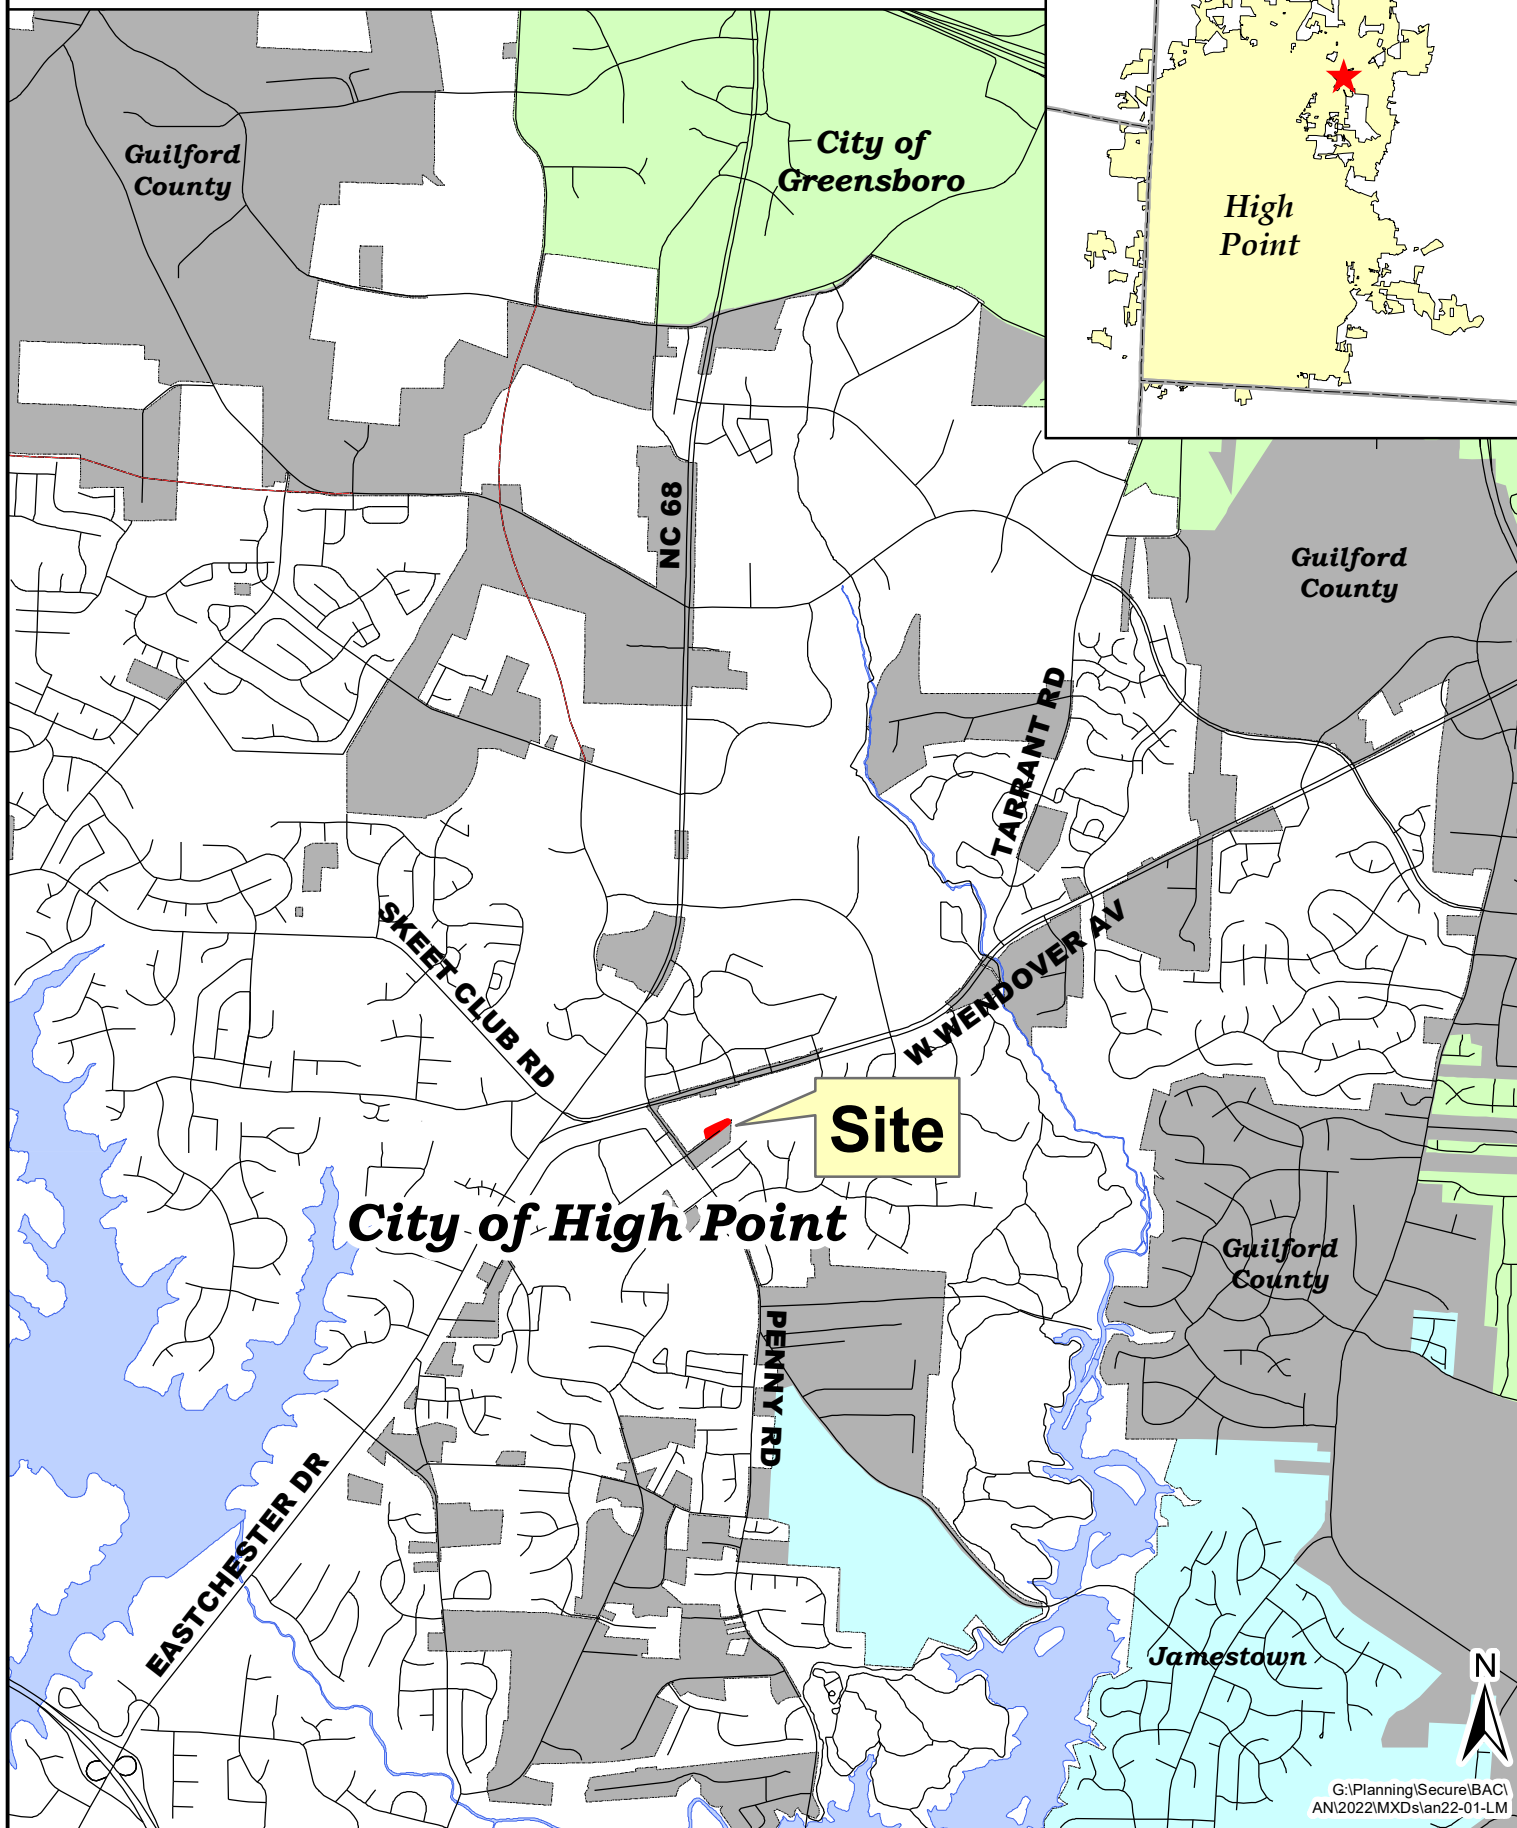 Guilford
County
City of
Greensboro
High
Point
NC 68
Guilford
County
TARRANT RD
SKEET CLUB RD
W WENDOVER AV
Site
City of High Point
Guilford
County
PENNY RD
EASTCHESTER DR
Jamestown
N
G:\Planning\Secure\BAC\
AN\2022\MXDs\an22-01-LM